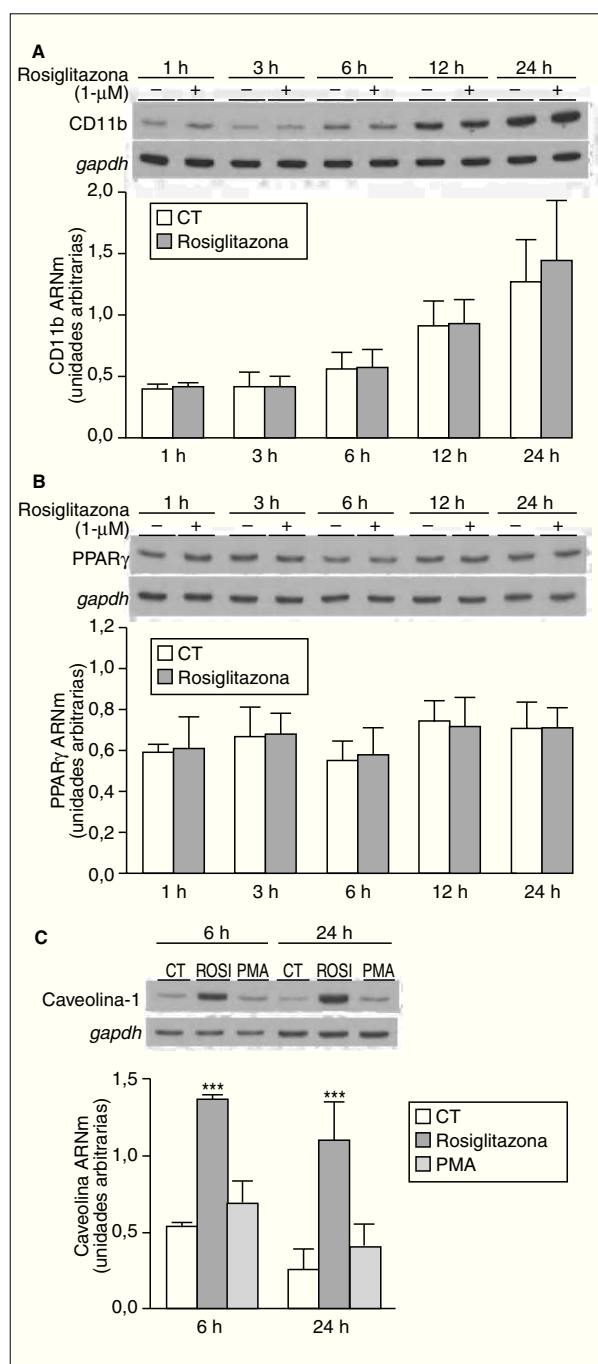 A
1 h 3 h 6 h 12 h 24 h
Rosiglitazona
(1-μM) – + – + – + – + – +
CD11b
gapdh
2,0
1,5
1,0
0,5
0,0
CD11b ARNm
(unidades arbitrarias)
CT
Rosiglitazona
1 h 3 h 6 h 12 h 24 h
B
1 h 3 h 6 h 12 h 24 h
Rosiglitazona
(1-μM) – + – + – + – + – +
PPARγ
gapdh
1,2
1,0
0,8
0,6
0,4
0,2
0,0
PPARγ ARNm
(unidades arbitrarias)
CT
Rosiglitazona
1 h 3 h 6 h 12 h 24 h
C
6 h 24 h
CT ROSI PMA CT ROSI PMA
Caveolina-1
gapdh
1,5
1,0
0,5
0,0
Caveolina ARNm
(unidades arbitrarias)
*** ***
CT
Rosiglitazona
PMA
6 h 24 h